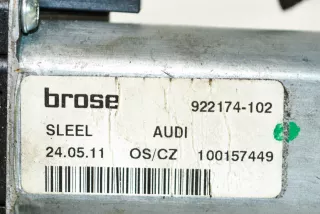 brose 922174-102
SLEEL AUDI
24.05.11 OS/CZ 100157449